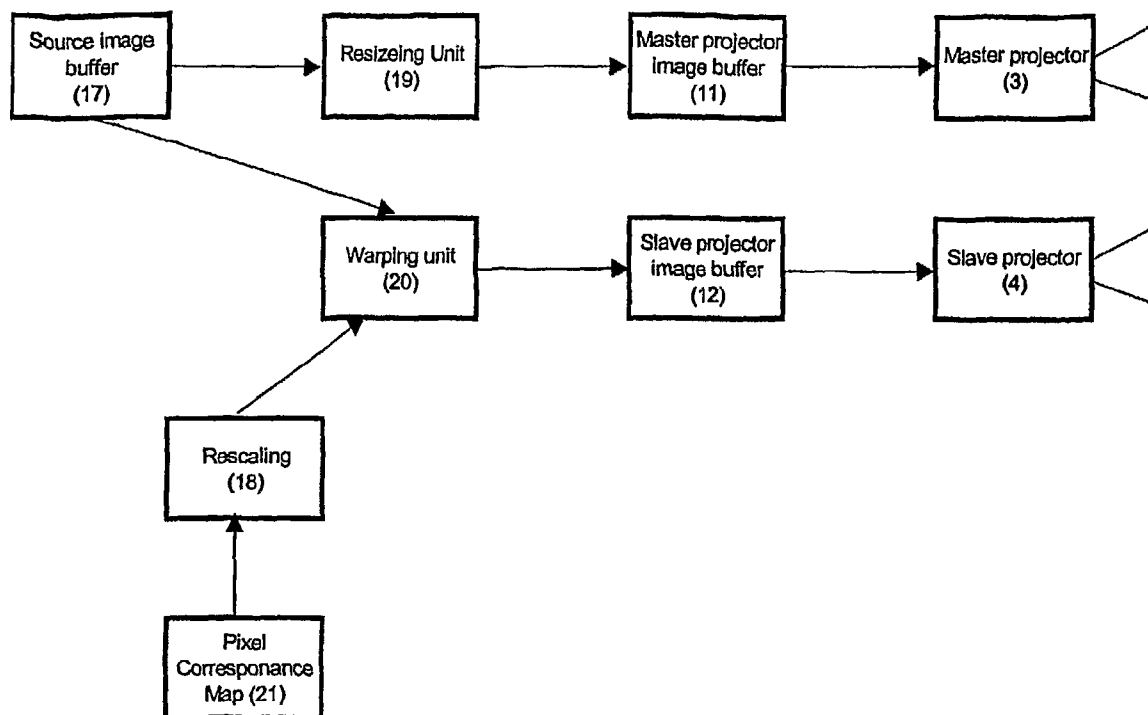 Source image
buffer
(17)
Resizeing Unit
(19)
Master projector
image buffer
(11)
Master projector
(3)
Warping unit
(20)
Slave projector
image buffer
(12)
Slave projector
(4)
Rescaling
(18)
Pixel
Corresponance
Map (21)